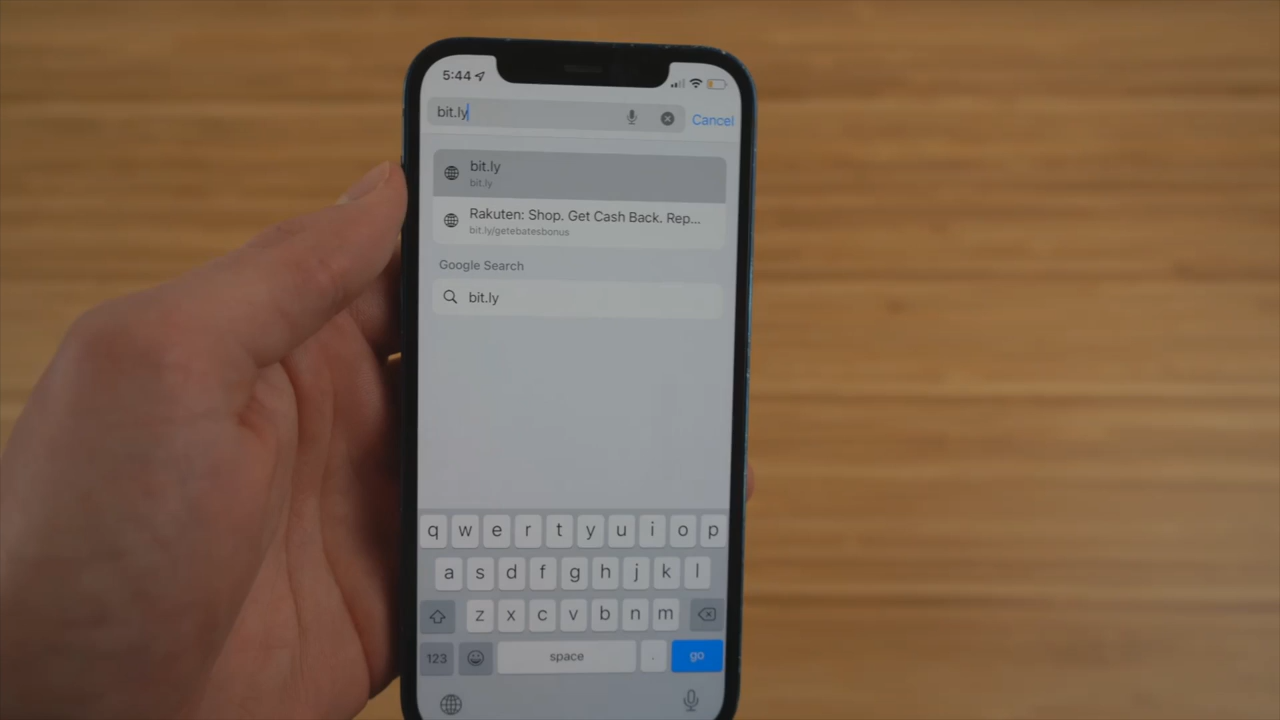 5:44
bit.ly
Cancel
bit.ly
bit.ly
Rakuten: Shop. Get Cash Back. Rep...
bit.ly/getebatesbonus
Google Search
bit.ly
q w e r t y u i o p
a s d f g h j k l
z x c v b n m
123 space . go